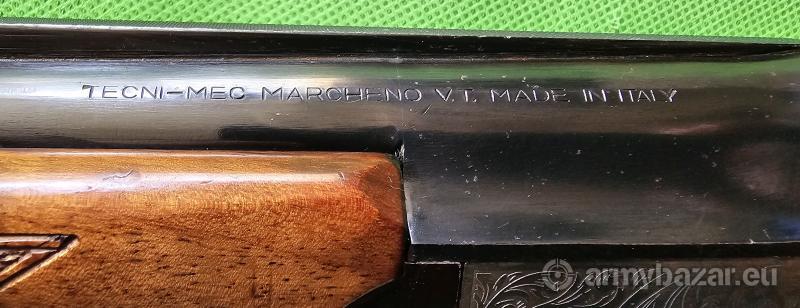 TECNI-MEC MARCHENO V.T. MADE IN ITALY
armybazar.eu